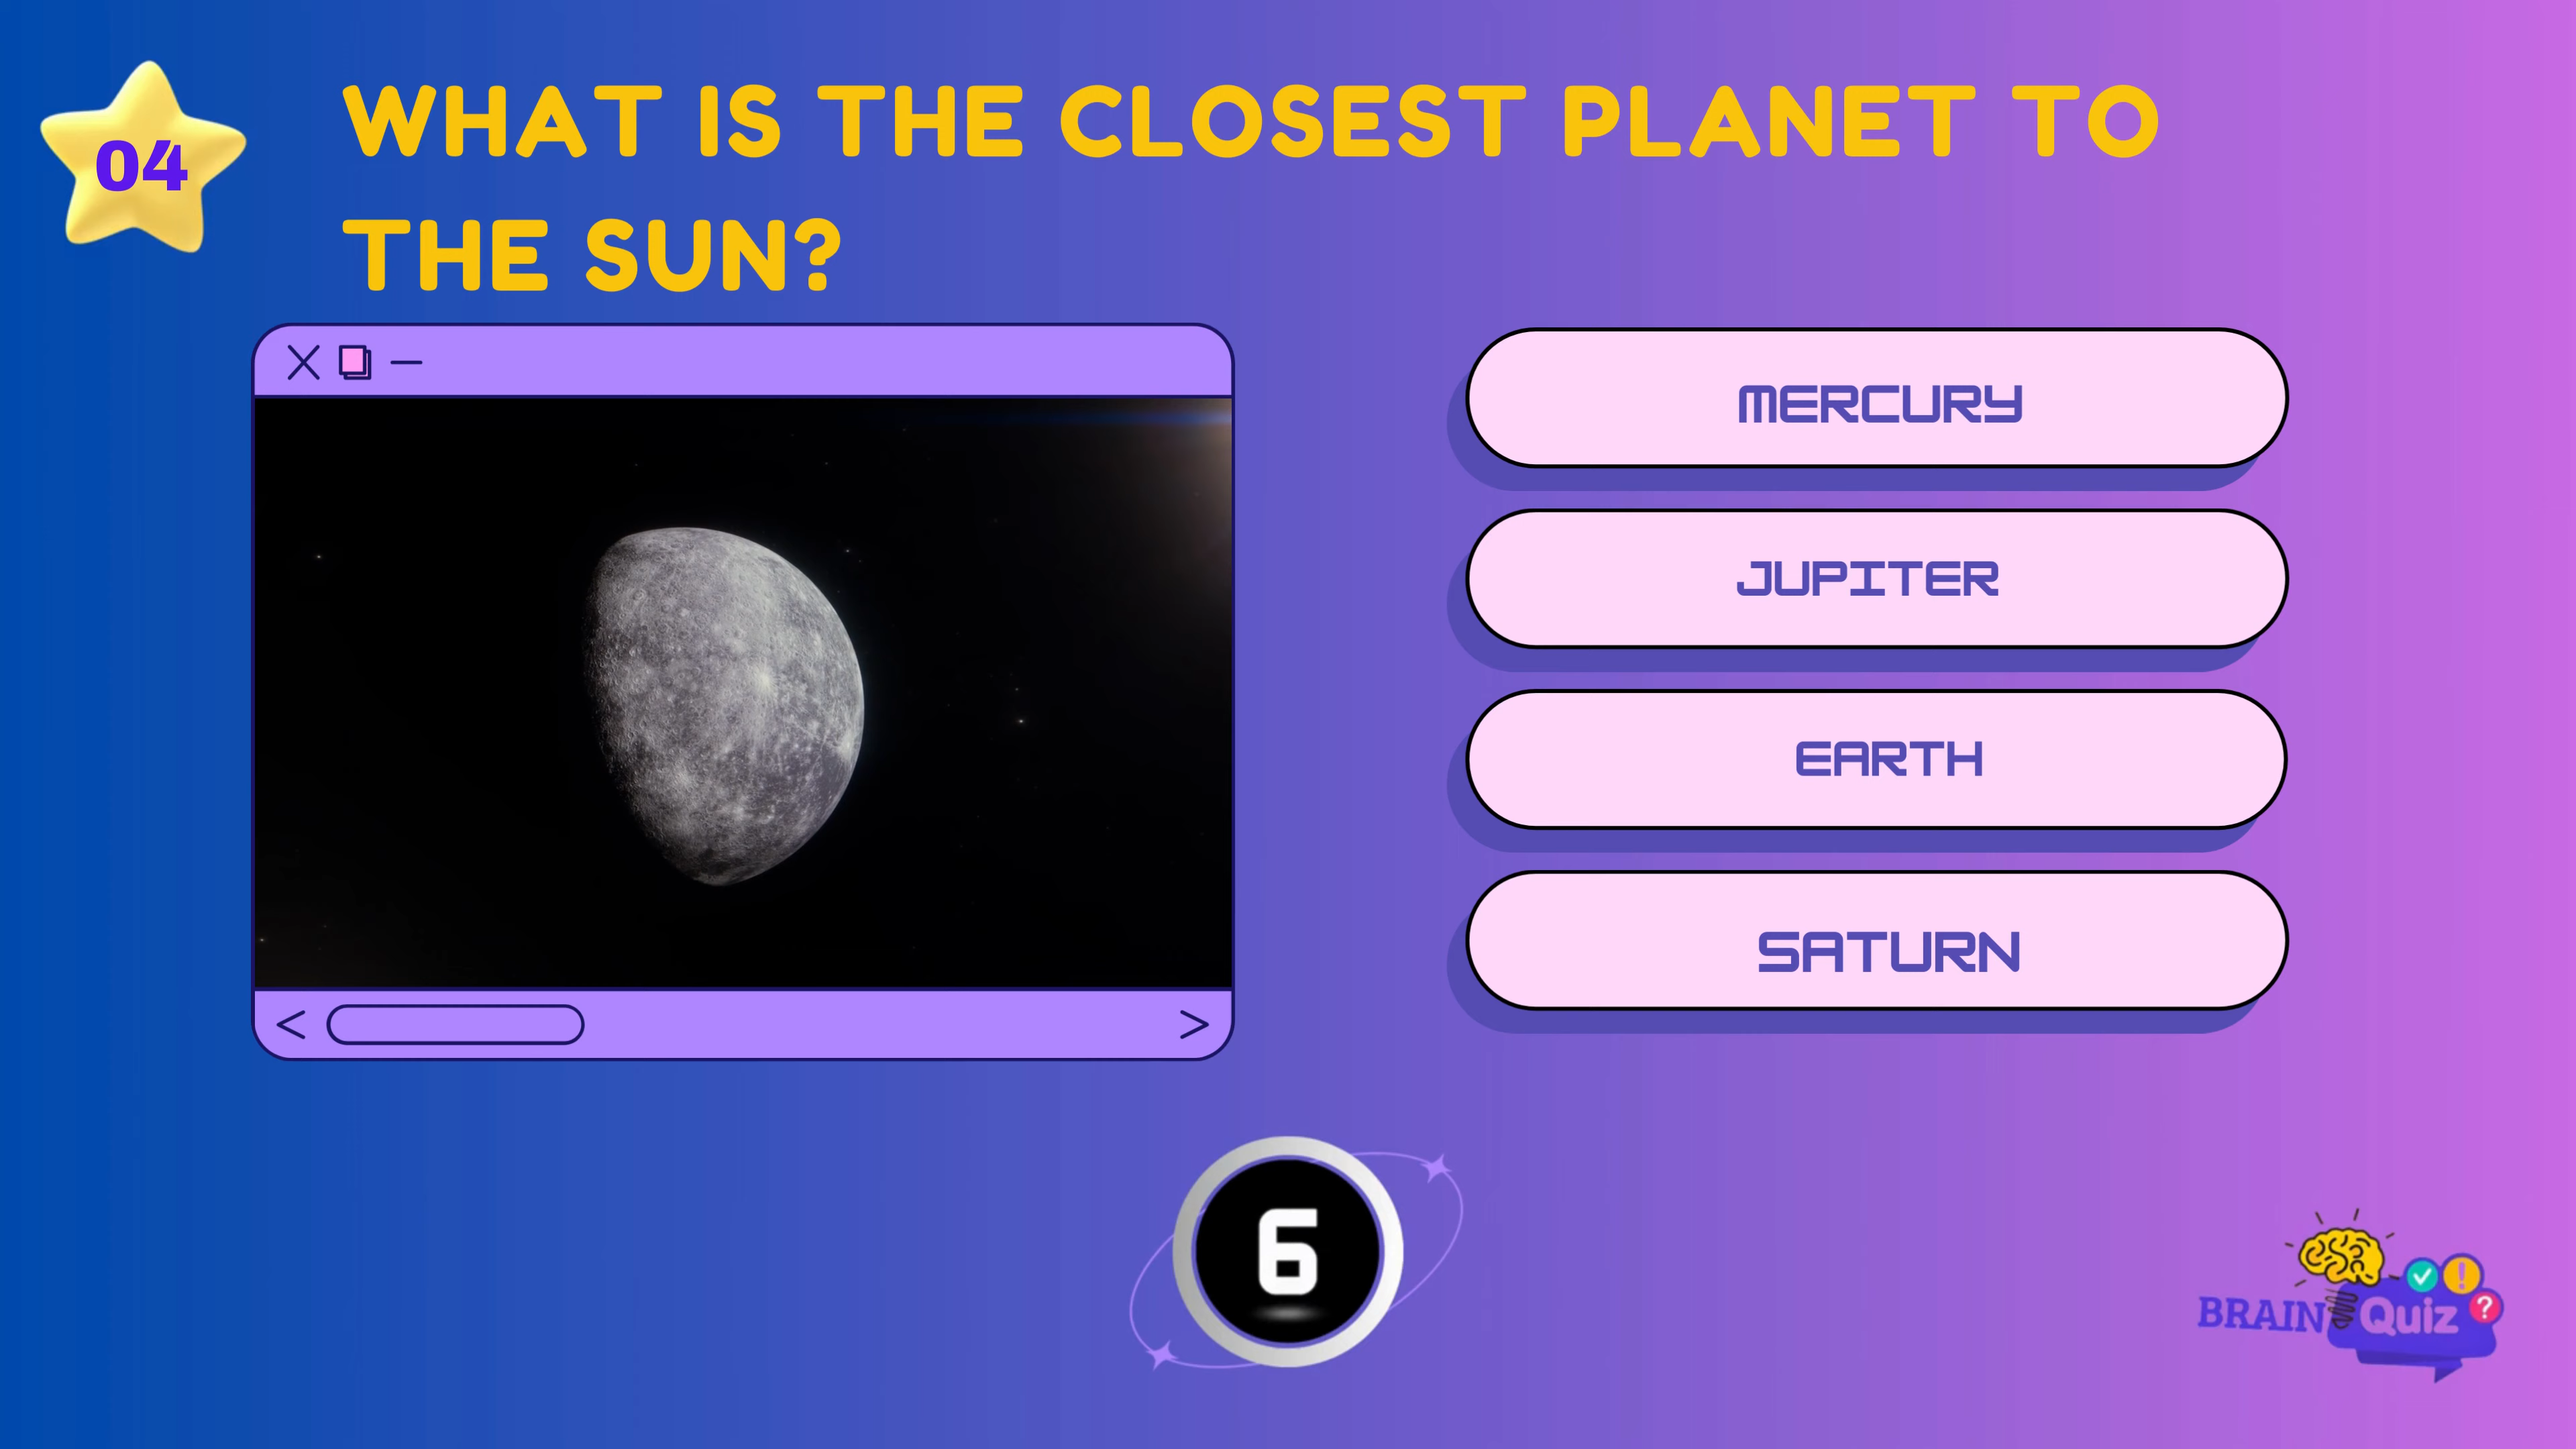 04
WHAT IS THE CLOSEST PLANET TO
THE SUN?
MERCURY
JUPITER
EARTH
SATURN
6
BRAIN Quiz